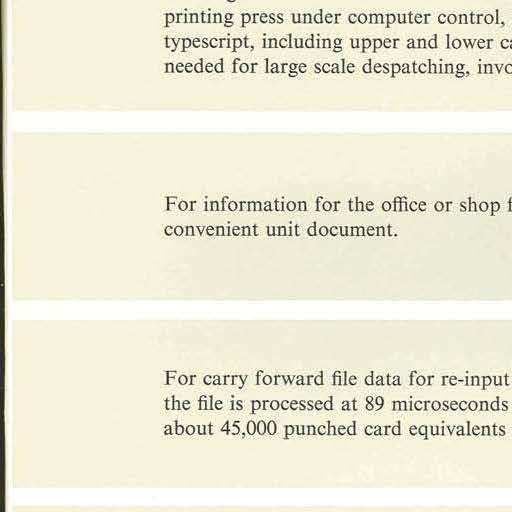 printing press under computer control,
typescript, including upper and lower
needed for large scale despatching,
For information for the office or shop
convenient unit document.
For carry forward file data for re-input
the file is processed at 89 microseconds
about 45,000 punched card equivalents